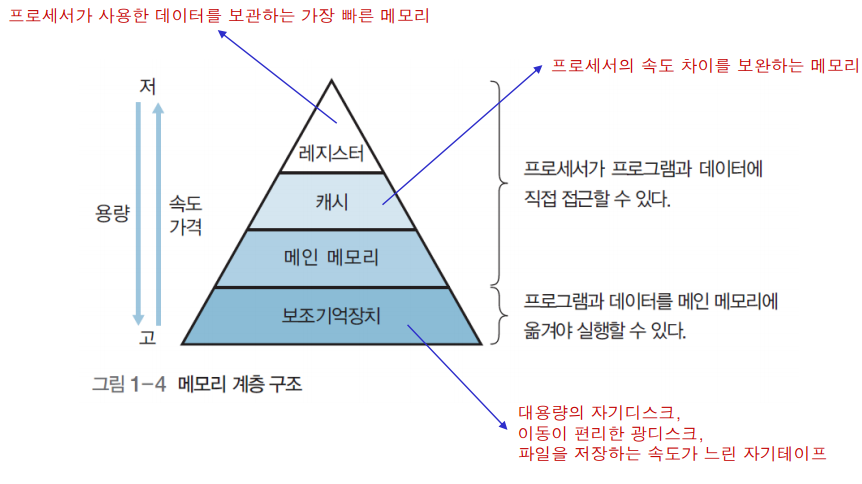 프로세서가 사용한 데이터를 보관하는 가장 빠른 메모리
프로세서의 속도 차이를 보완하는 메모리
저
용량
속도
가격
고
레지스터
캐시
메인 메모리
보조기억장치
프로세서가 프로그램과 데이터에
직접 접근할 수 있다.
프로그램과 데이터를 메인 메모리에
옮겨야 실행할 수 있다.
그림 1-4 메모리 계층 구조
대용량의 자기디스크,
이동이 편리한 광디스크,
파일을 저장하는 속도가 느린 자기테이프